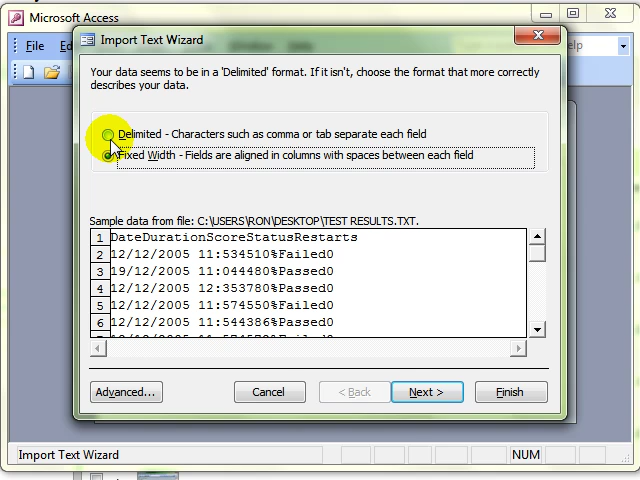 Microsoft Access
Import Text Wizard
File
Your data seems to be in a 'Delimited' format. If it isn't, choose the format that more correctly
describes your data.
Delimited - Characters such as comma or tab separate each field
Fixed Width - Fields are aligned in columns with spaces between each field
Sample data from file: C:\USERS\RON\DESKTOP\TEST RESULTS.TXT.
1 DateDurationScoreStatusRestarts
2 12/12/2005 11:534510%Failed0
3 19/12/2005 11:044480%Passed0
4 12/12/2005 12:353780%Passed0
5 12/12/2005 11:574550%Failed0
6 12/12/2005 11:544386%Passed0
Advanced... Cancel < Back Next > Finish
Import Text Wizard NUM